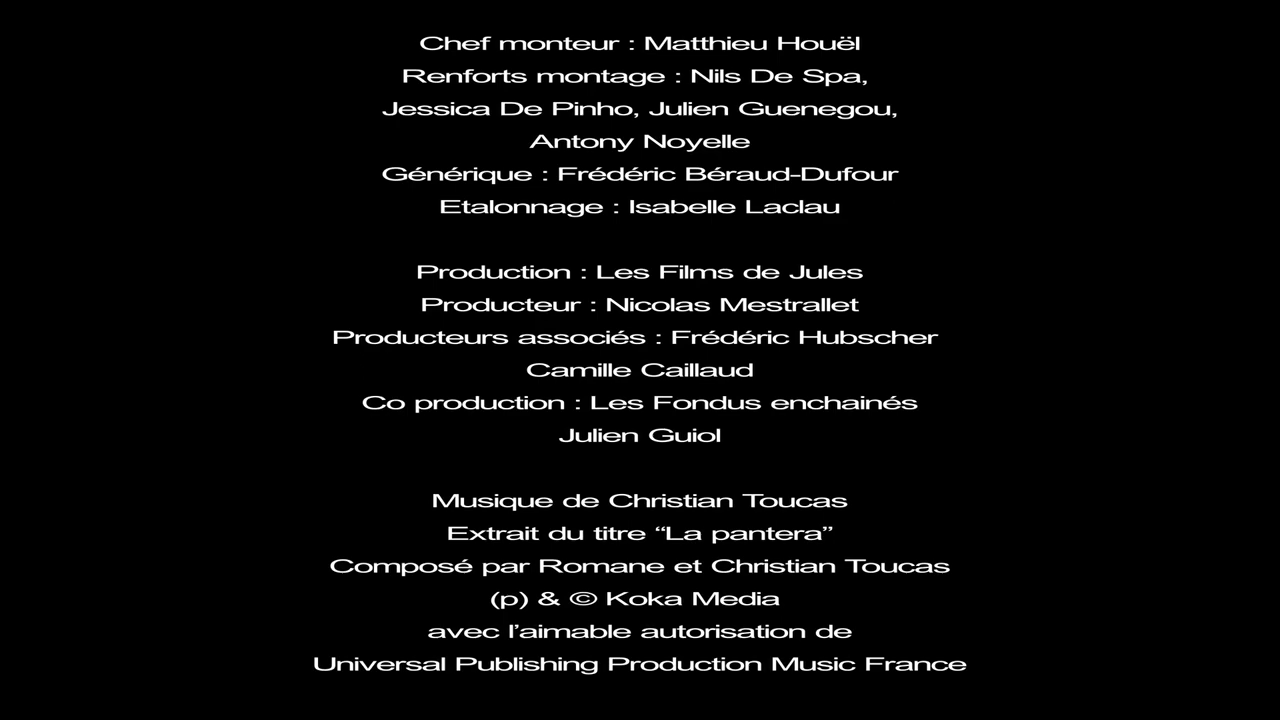 Chef monteur : Matthieu Houël
Renforts montage : Nils De Spa,
Jessica De Pinho, Julien Guenegou,
Antony Noyelle
Générique : Frédéric Béraud-Dufour
Etalonnage : Isabelle Laclau
Production : Les Films de Jules
Producteur : Nicolas Mestrallet
Producteurs associés : Frédéric Hubscher
Camille Caillaud
Co production : Les Fondus enchainés
Julien Guiol
Musique de Christian Toucas
Extrait du titre “La pantera”
Composé par Romane et Christian Toucas
(p) & © Koka Media
avec l’aimable autorisation de
Universal Publishing Production Music France